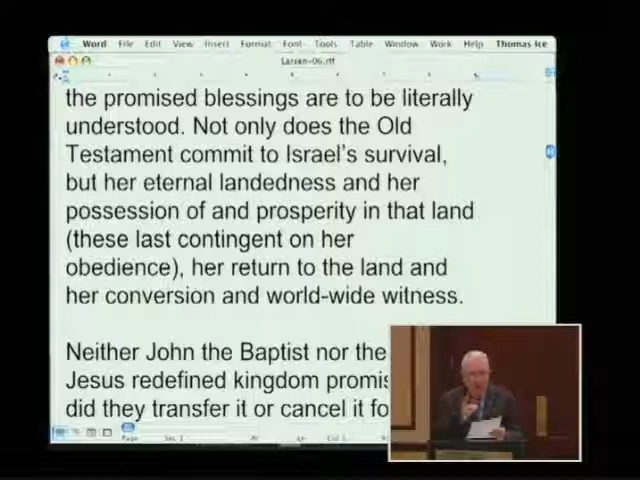 Word File Edit View Insert Format Font Tools Table Window Work Help Thomas Ice
Larsen-06.rtf
the promised blessings are to be literally
understood. Not only does the Old
Testament commit to Israel's survival,
but her eternal landedness and her
possession of and prosperity in that land
(these last contingent on her
obedience), her return to the land and
her conversion and world-wide witness.
Neither John the Baptist nor the
Jesus redefined kingdom promis
did they transfer it or cancel it fo
Page Sec 1